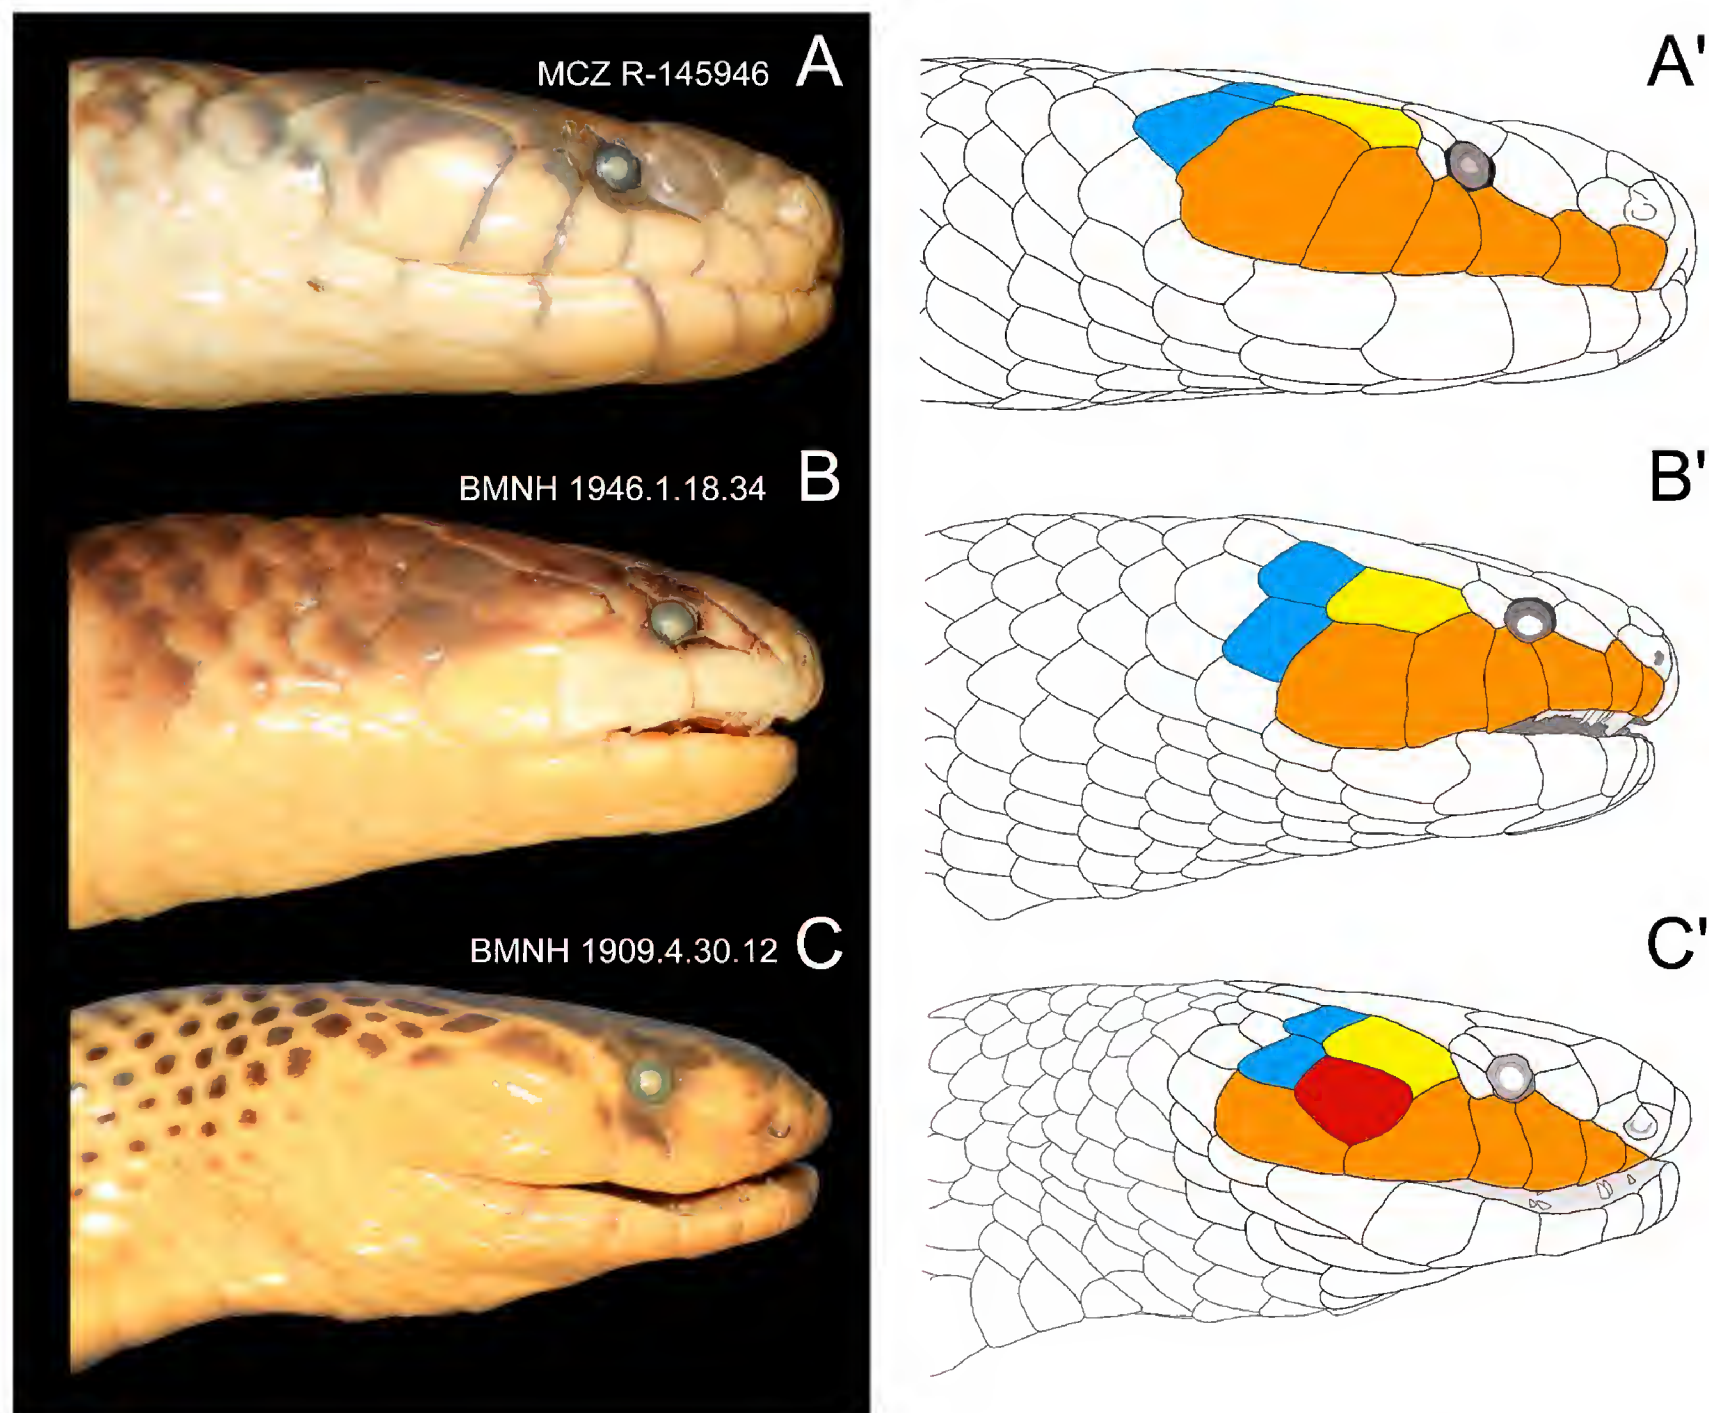 MCZ R-145946 A
A'
BMNH 1946.1.18.34 B
B'
BMNH 1909.4.30.12 C
C'